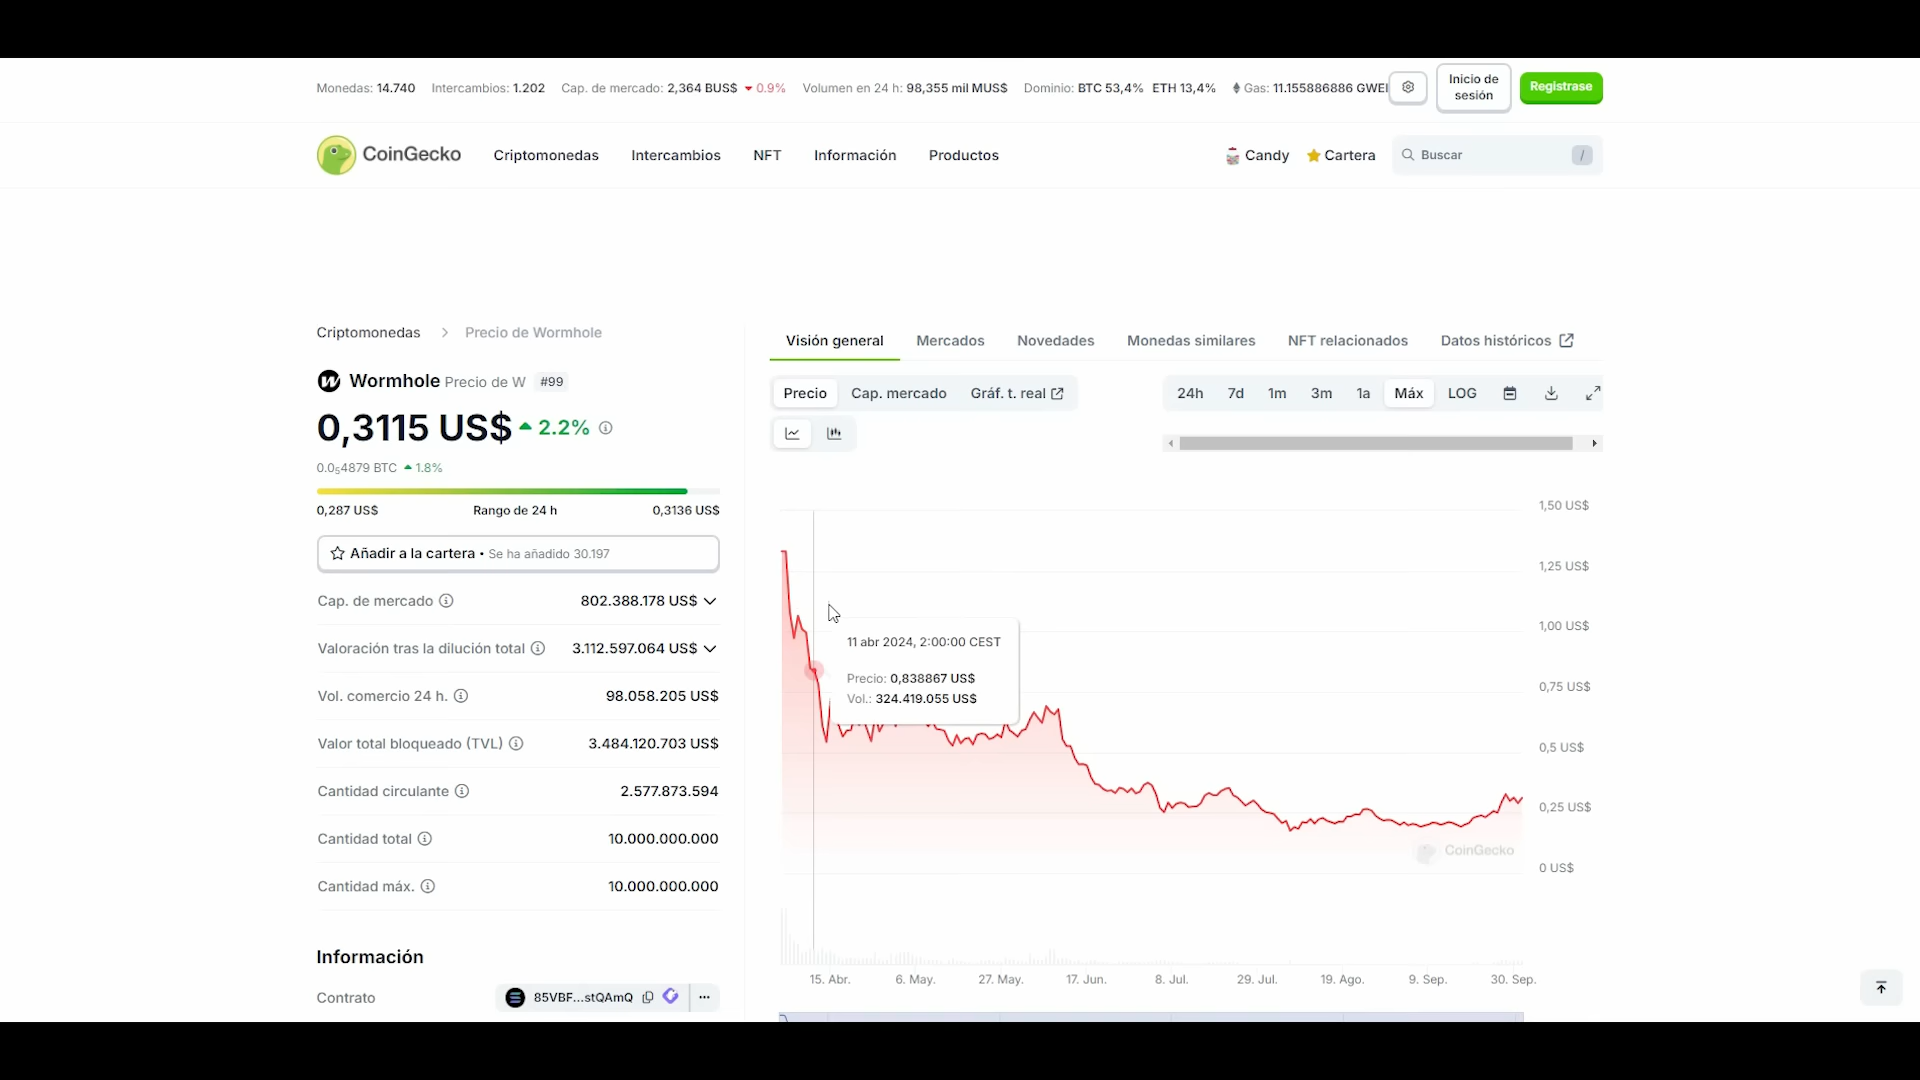 Monedas: 14.740 Intercambios: 1.202 Cap. de mercado: 2,364 BUS$ 0.9% Volumen en 24 h: 98,355 mil MUS$ Dominio: BTC 53,4% ETH 13,4% Gas: 11.155886886 GWEI
Inicio de sesión
Registrase
CoinGecko Criptomonedas Intercambios NFT Información Productos Candy Cartera Buscar /
Criptomonedas > Precio de Wormhole
Wormhole Precio de W #99
0,3115 US$ 2.2%
0.0₅4879 BTC 1.8%
0,287 US$ Rango de 24 h 0,3136 US$
Añadir a la cartera • Se ha añadido 30.197
Cap. de mercado 802.388.178 US$
Valoración tras la dilución total 3.112.597.064 US$
Vol. comercio 24 h. 98.058.205 US$
Valor total bloqueado (TVL) 3.484.120.703 US$
Cantidad circulante 2.577.873.594
Cantidad total 10.000.000.000
Cantidad máx. 10.000.000.000
Información
Contrato 85VBF...stQAmQ
Visión general Mercados Novedades Monedas similares NFT relacionados Datos históricos
Precio Cap. mercado Gráf. t. real 24h 7d 1m 3m 1a Máx LOG
1,50 US$
1,25 US$
1,00 US$
0,75 US$
0,5 US$
0,25 US$
0 US$
11 abr 2024, 2:00:00 CEST
Precio: 0,838867 US$
Vol.: 324.419.055 US$
CoinGecko
15. Abr. 6. May. 27. May. 17. Jun. 8. Jul. 29. Jul. 19. Ago. 9. Sep. 30. Sep.